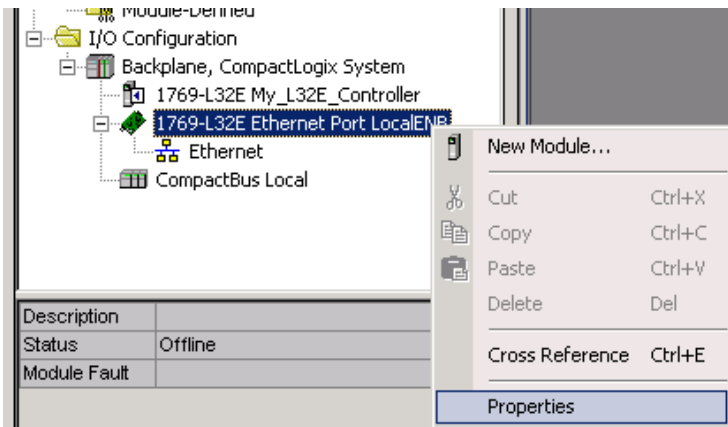 Module-Defined
I/O Configuration
Backplane, CompactLogix System
1769-L32E My_L32E_Controller
1769-L32E Ethernet Port LocalENB
Ethernet
CompactBus Local
New Module...
Cut Ctrl+X
Copy Ctrl+C
Paste Ctrl+V
Delete Del
Cross Reference Ctrl+E
Properties
Description
Status Offline
Module Fault